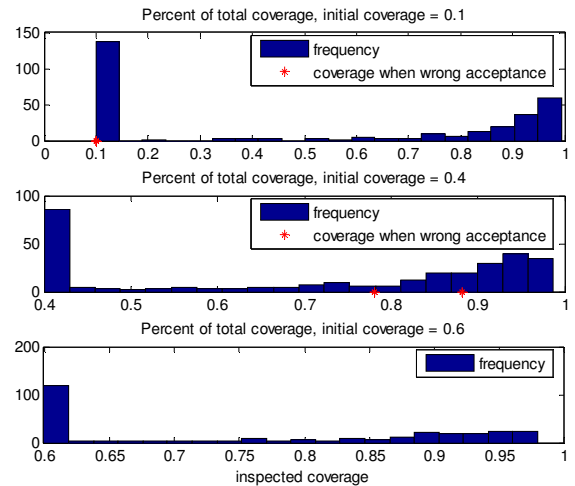 Percent of total coverage, initial coverage = 0.1
150
100
50
0
frequency
coverage when wrong acceptance
0 0.1 0.2 0.3 0.4 0.5 0.6 0.7 0.8 0.9 1
Percent of total coverage, initial coverage = 0.4
100
50
0
frequency
coverage when wrong acceptance
0.4 0.5 0.6 0.7 0.8 0.9 1
Percent of total coverage, initial coverage = 0.6
200
100
0
frequency
0.6 0.65 0.7 0.75 0.8 0.85 0.9 0.95 1
inspected coverage